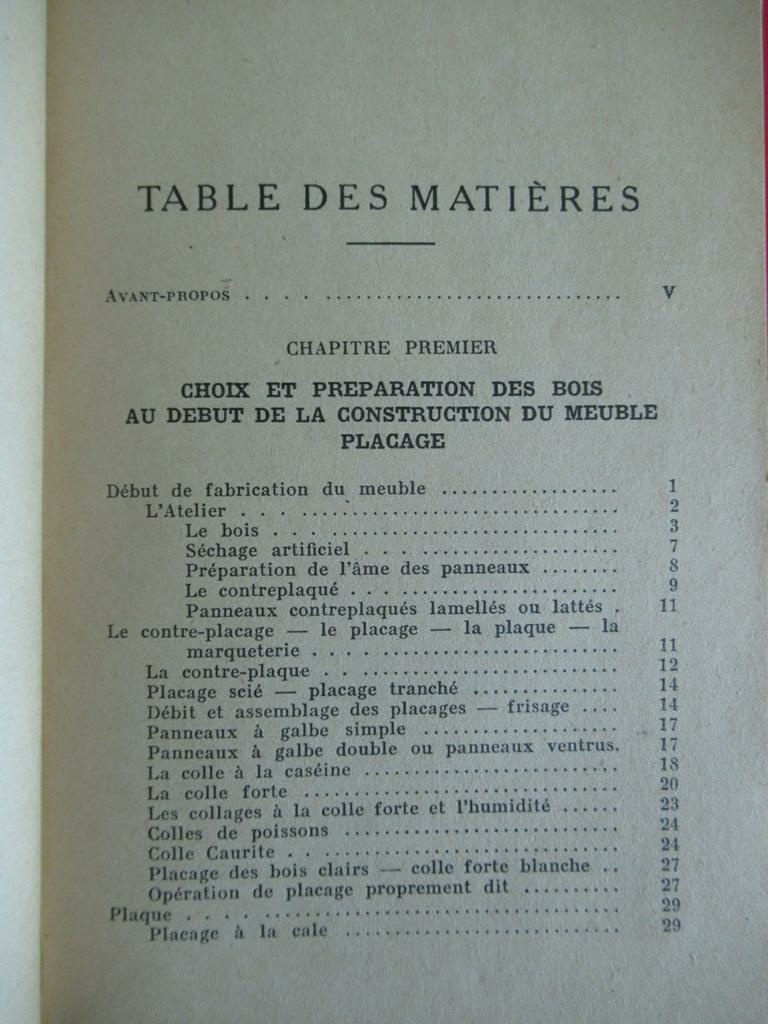 TABLE DES MATIÈRES
AVANT-PROPOS . . . . .............................. V
CHAPITRE PREMIER
CHOIX ET PREPARATION DES BOIS
AU DEBUT DE LA CONSTRUCTION DU MEUBLE
PLACAGE
Début de fabrication du meuble .................. 1
L'Atelier . . . .............................. 2
Le bois . . . .......................... 3
Séchage artificiel . . . .................. 7
Préparation de l'âme des panneaux ........ 8
Le contreplaqué . . . .................... 9
Panneaux contreplaqués lamellés ou lattés . 11
Le contre-placage — le placage — la plaque — la
marqueterie . . . ...................... 11
La contre-plaque . . ...................... 12
Placage scié — placage tranché ............. 14
Débit et assemblage des placages — frisage .... 14
Panneaux à galbe simple .................. 17
Panneaux à galbe double ou panneaux ventrus. 17
La colle à la caséine ........................ 18
La colle forte ............................. 20
Les collages à la colle forte et l'humidité ...... 23
Colles de poissons ......................... 24
Colle Caurite . . ........................... 24
Placage des bois clairs — colle forte blanche .. 27
Opération de placage proprement dit .......... 27
Plaque . . . . ................................. 29
Placage à la cale .......................... 29